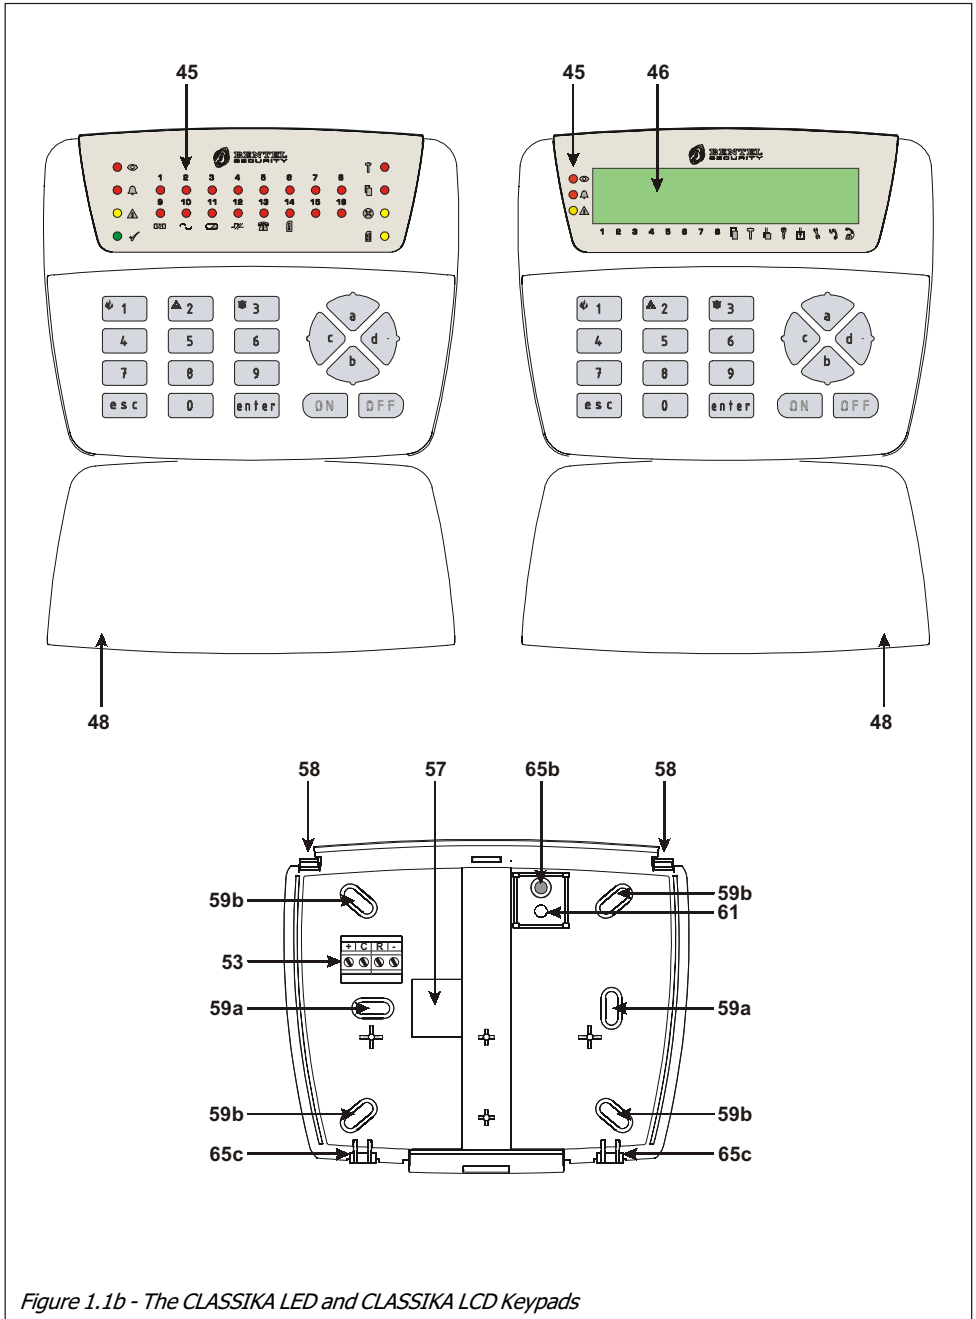 45
45 46
BENTEL
SECURITY
1 2 3 4 5 6 7 8
9 10 11 12 13 14 15 16
1 2 3
4 5 6
7 8 9
esc 0 enter
a
c d
b
ON OFF
BENTEL
SECURITY
1 2 3 4 5 6 7 8
1 2 3
4 5 6
7 8 9
esc 0 enter
a
c d
b
ON OFF
48 48
58 57 65b 58
59b 59b
61
+ C R -
53
59a 59a
59b 59b
65c 65c
Figure 1.1b - The CLASSIKA LED and CLASSIKA LCD Keypads